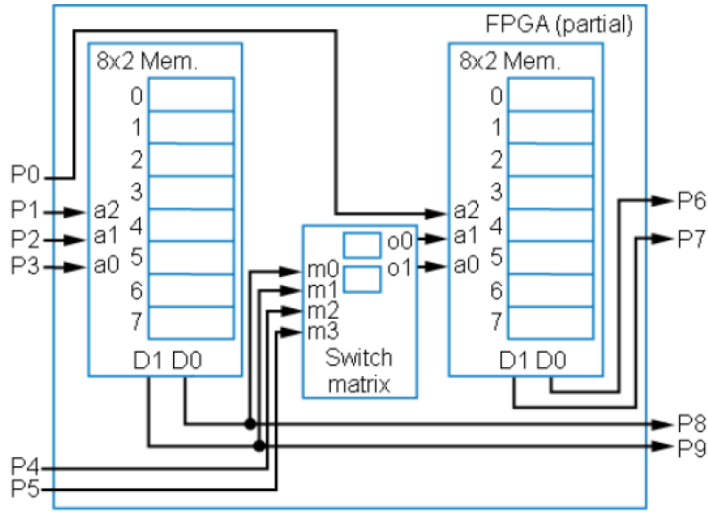 FPGA (partial)
8x2 Mem.
8x2 Mem.
0
1
2
3
4
5
6
7
0
1
2
3
4
5
6
7
P0
P1
P2
P3
a2
a1
a0
a2
a1
a0
o0
o1
m0
m1
m2
m3
Switch
matrix
D1 D0
D1 D0
P6
P7
P8
P9
P4
P5